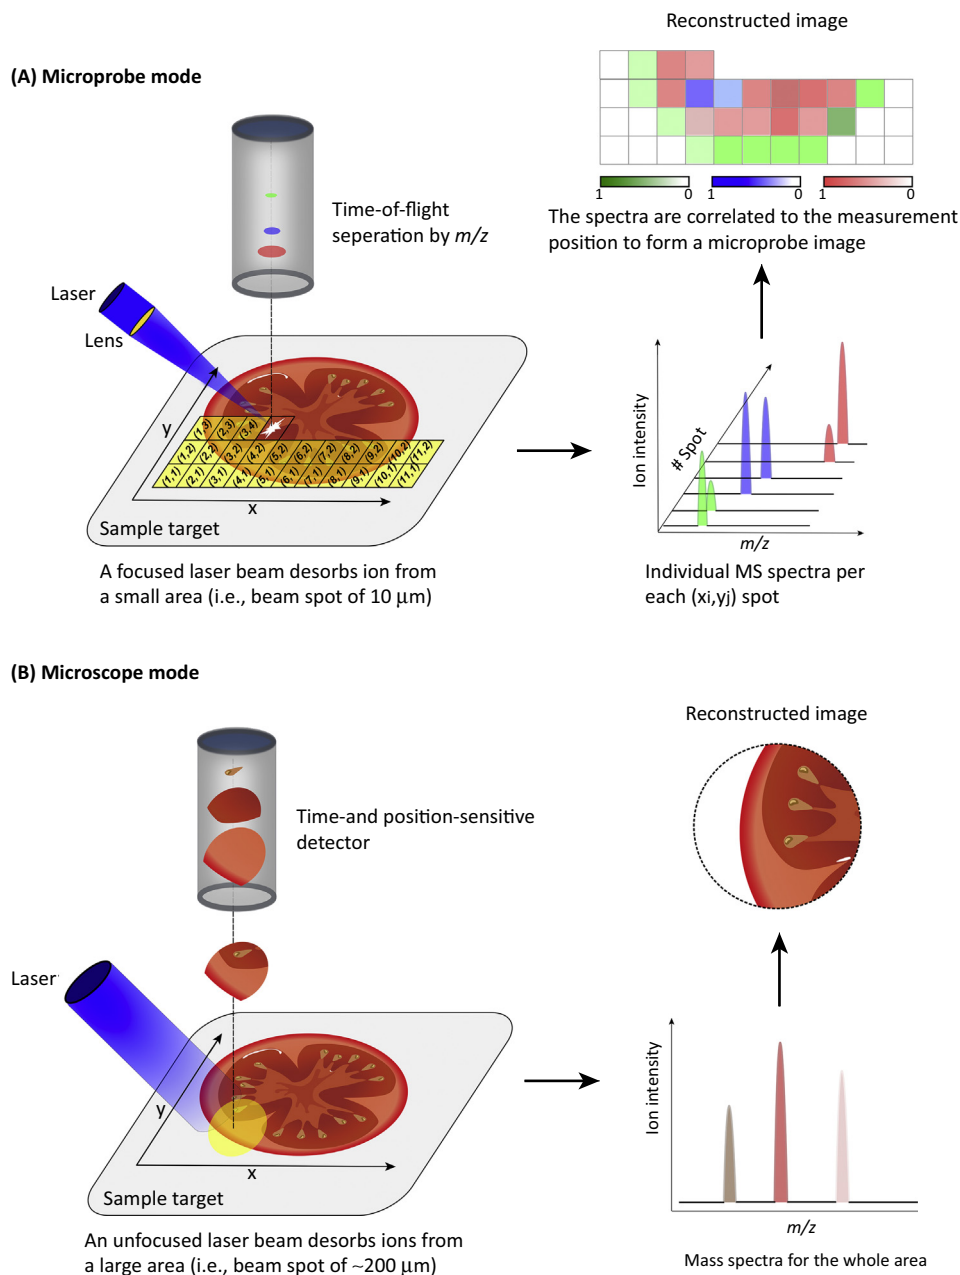 Reconstructed image
(A) Microprobe mode
Time-of-flight
seperation by m/z
1 0 1 0 1 0
The spectra are correlated to the measurement
position to form a microprobe image
Laser
Lens
y
(1,3) (2,3) (3,4)
(1,2) (2,2) (3,2) (4,2) (5,2) (6,2) (7,2) (8,2) (9,2) (10,2) (11,2)
(1,1) (2,1) (3,1) (4,1) (5,1) (6,1) (7,1) (8,1) (9,1) (10,1) (11,1)
x
Sample target
Ion intensity
# Spot
m/z
A focused laser beam desorbs ion from
a small area (i.e., beam spot of 10 μm)
Individual MS spectra per
each (xi,yj) spot
(B) Microscope mode
Reconstructed image
Time-and position-sensitive
detector
Laser
y
x
Sample target
Ion intensity
m/z
An unfocused laser beam desorbs ions from
a large area (i.e., beam spot of ~200 μm)
Mass spectra for the whole area